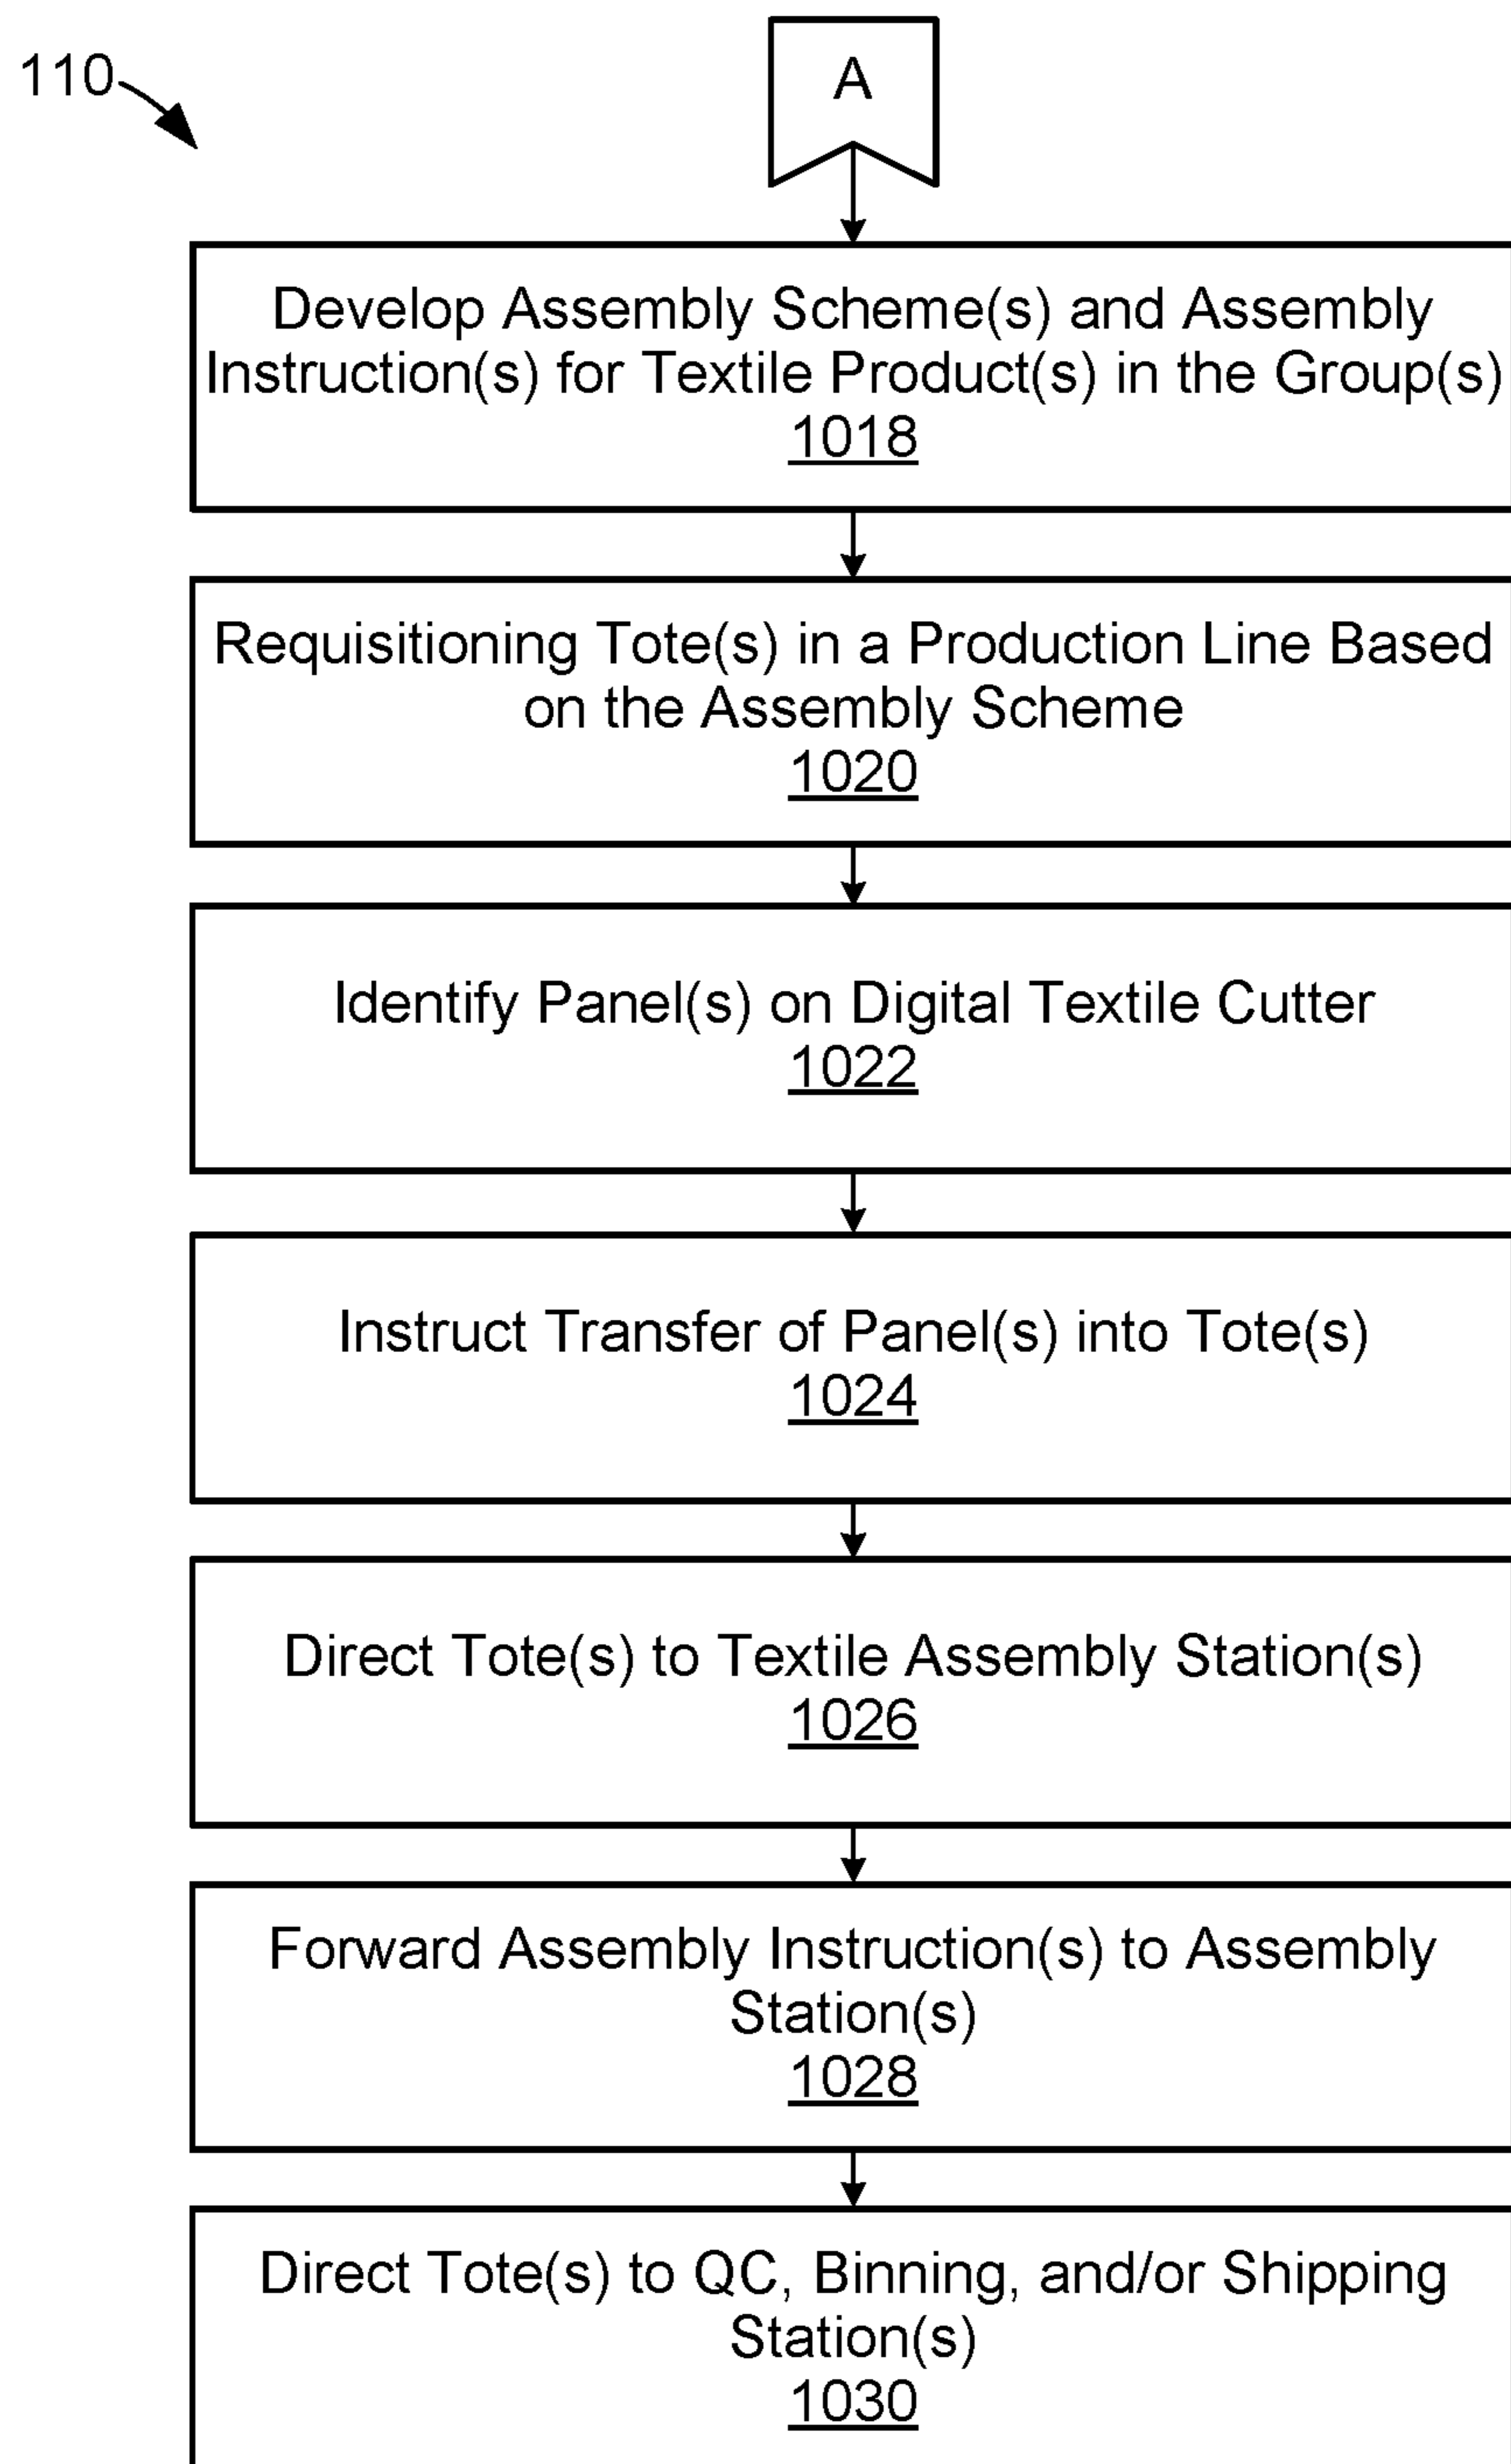 110
A
Develop Assembly Scheme(s) and Assembly
Instruction(s) for Textile Product(s) in the Group(s)
1018
Requisitioning Tote(s) in a Production Line Based
on the Assembly Scheme
1020
Identify Panel(s) on Digital Textile Cutter
1022
Instruct Transfer of Panel(s) into Tote(s)
1024
Direct Tote(s) to Textile Assembly Station(s)
1026
Forward Assembly Instruction(s) to Assembly
Station(s)
1028
Direct Tote(s) to QC, Binning, and/or Shipping
Station(s)
1030